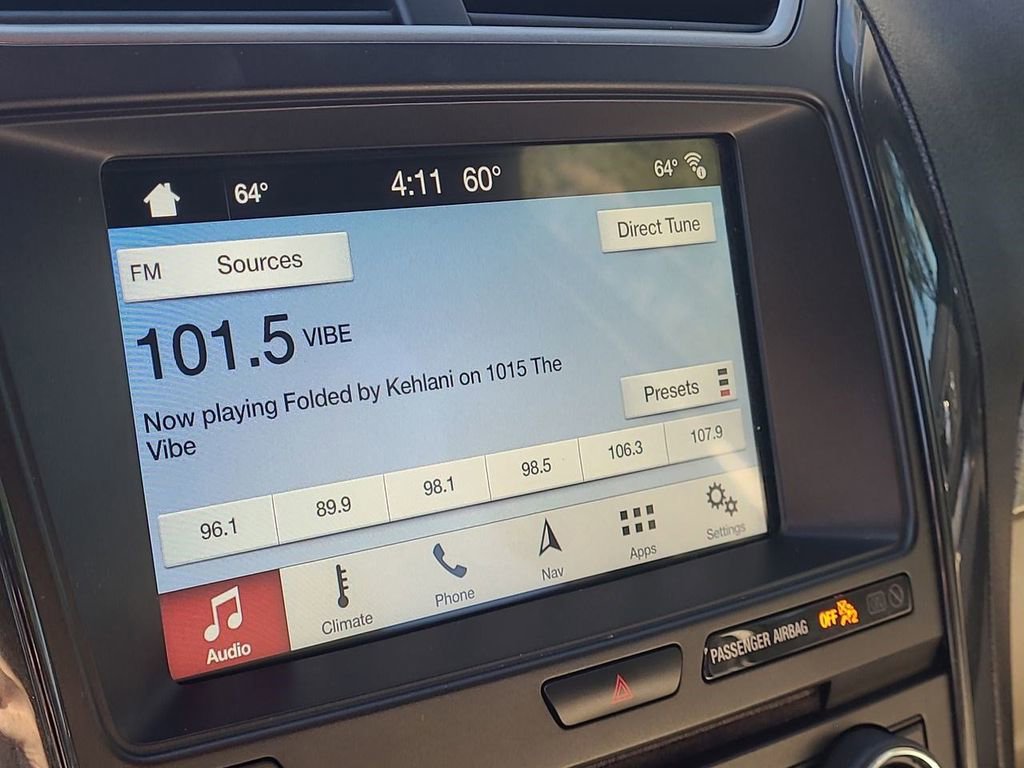 64° 4:11 60° 64°
FM Sources
Direct Tune
101.5 VIBE
Now playing Folded by Kehlani on 1015 The
Vibe
Presets
96.1 89.9 98.1 98.5 106.3 107.9
Audio Climate Phone Nav Apps Settings
PASSENGER AIRBAG OFF